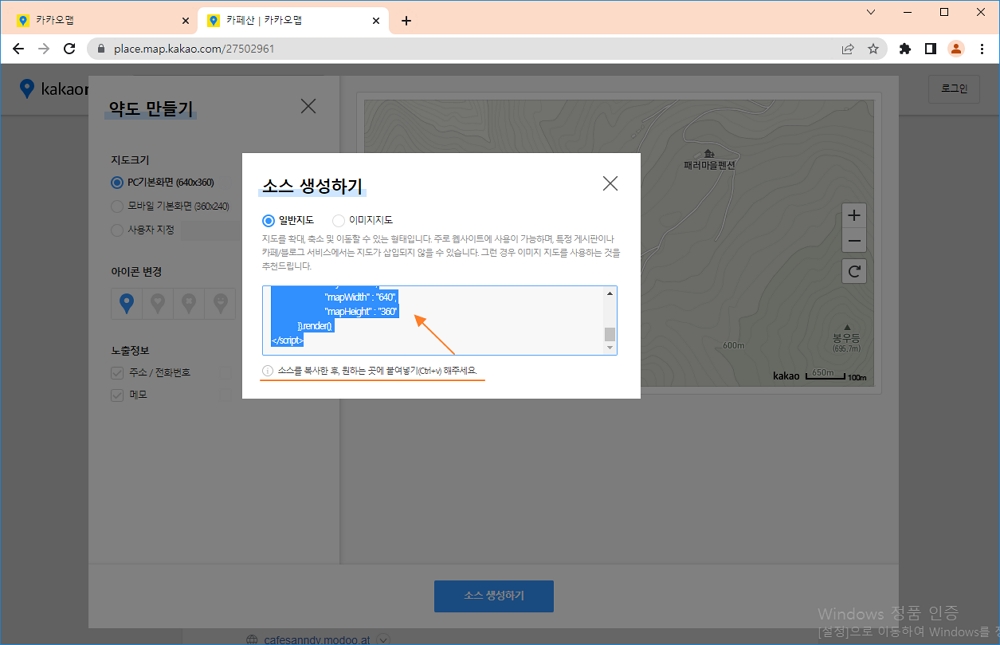 카카오맵
카페산 | 카카오맵
place.map.kakao.com/27502961
kakao
로그인
약도 만들기
지도크기
PC기본화면 (640x360)
모바일 기본화면 (360x240)
사용자 지정
아이콘 변경
노출정보
주소 / 전화번호
메모
소스 생성하기
일반지도
이미지지도
지도를 확대, 축소 및 이동할 수 있는 형태입니다. 주로 웹사이트에 사용이 가능하며, 특정 게시판이나
카페/블로그 서비스에서는 지도가 삽입되지 않을 수 있습니다. 그런 경우 이미지 지도를 사용하는 것을
추천드립니다.
"mapWidth" : "640",
"mapHeight" : "360"
}).render();
</script>
소스를 복사한 후, 원하는 곳에 붙여넣기(Ctrl+v) 해주세요.
패러마을펜션
600m
봉우등
(695.7m)
650m
kakao
100m
소스 생성하기
cafesanndy.modoo.at
Windows 정품 인증
[설정]으로 이동하여 Windows를